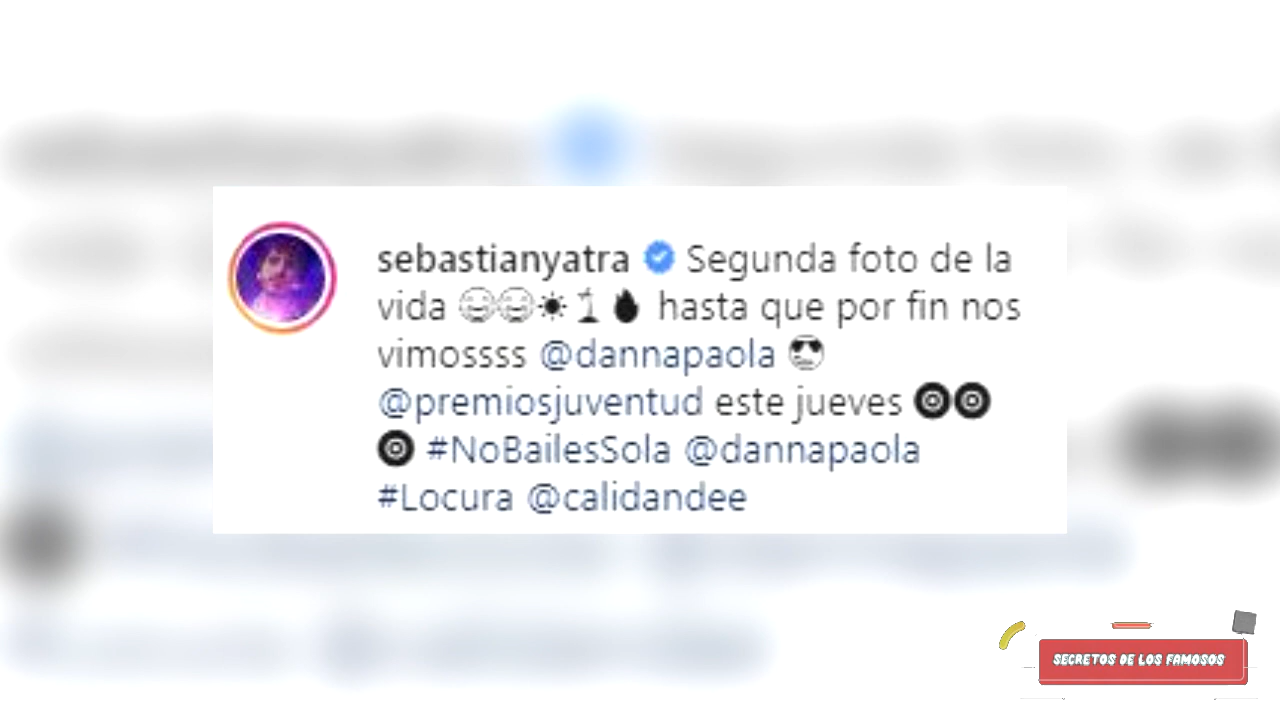 sebastianyatra Segunda foto de la
vida 😂😂☀🏝🔥 hasta que por fin nos
vimossss @dannapaola 😎
@premiosjuventud este jueves
#NoBailesSola @dannapaola
#Locura @calidandee
SECRETOS DE LOS FAMOSOS